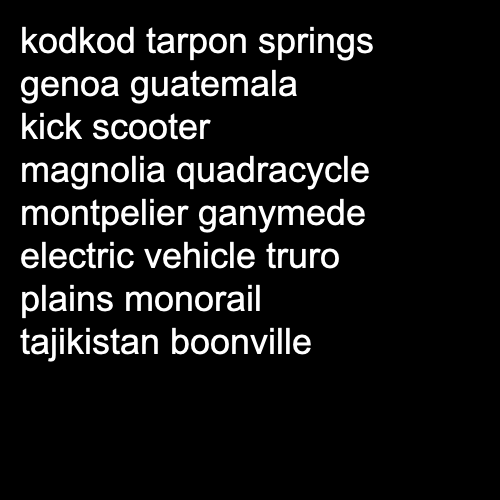 kodkod tarpon springs
genoa guatemala
kick scooter
magnolia quadracycle
montpelier ganymede
electric vehicle truro
plains monorail
tajikistan boonville